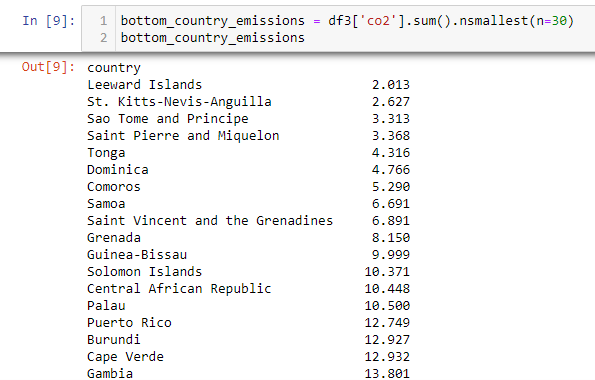 In [9]: 1 bottom_country_emissions = df3['co2'].sum().nsmallest(n=30)
2 bottom_country_emissions
Out[9]: country
Leeward Islands 2.013
St. Kitts-Nevis-Anguilla 2.627
Sao Tome and Principe 3.313
Saint Pierre and Miquelon 3.368
Tonga 4.316
Dominica 4.766
Comoros 5.290
Samoa 6.691
Saint Vincent and the Grenadines 6.891
Grenada 8.150
Guinea-Bissau 9.999
Solomon Islands 10.371
Central African Republic 10.448
Palau 10.500
Puerto Rico 12.749
Burundi 12.927
Cape Verde 12.932
Gambia 13.801